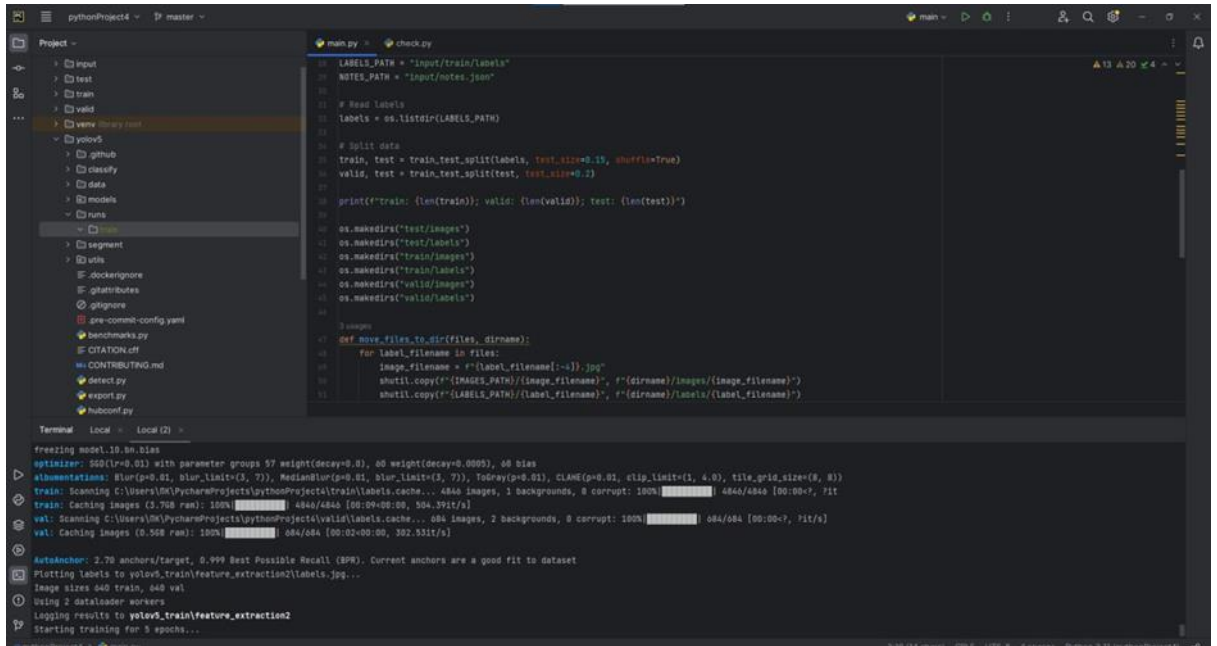 pythonProject4
master
main
Project
main.py
check.py
input
test
train
valid
venv library root
yolov5
.github
classify
data
models
runs
train
segment
utils
.dockerignore
.gitattributes
.gitignore
.pre-commit-config.yaml
benchmarks.py
CITATION.cff
CONTRIBUTING.md
detect.py
export.py
hubconf.py
LABELS_PATH = "input/train/labels"
NOTES_PATH = "input/notes.json"
# Read labels
labels = os.listdir(LABELS_PATH)
# Split data
train, test = train_test_split(labels, test_size=0.15, shuffle=True)
valid, test = train_test_split(test, test_size=0.2)
print(f"train: {len(train)}; valid: {len(valid)}; test: {len(test)}")
os.makedirs("test/images")
os.makedirs("test/labels")
os.makedirs("train/images")
os.makedirs("train/labels")
os.makedirs("valid/images")
os.makedirs("valid/labels")
3 usages
def move_files_to_dir(files, dirname):
for label_filename in files:
image_filename = f"{label_filename[:-4]}.jpg"
shutil.copy(f"{IMAGES_PATH}/{image_filename}", f"{dirname}/images/{image_filename}")
shutil.copy(f"{LABELS_PATH}/{label_filename}", f"{dirname}/labels/{label_filename}")
13 20 4
Terminal Local Local (2)
freezing model.10.bn.bias
optimizer: SGD(lr=0.01) with parameter groups 57 weight(decay=0.0), 60 weight(decay=0.0005), 60 bias
albumentations: Blur(p=0.01, blur_limit=(3, 7)), MedianBlur(p=0.01, blur_limit=(3, 7)), ToGray(p=0.01), CLAHE(p=0.01, clip_limit=(1, 4.0), tile_grid_size=(8, 8))
train: Scanning C:\Users\ПК\PycharmProjects\pythonProject4\train\labels.cache... 4846 images, 1 backgrounds, 0 corrupt: 100%| | 4846/4846 [00:00<?, ?it
train: Caching images (3.7GB ram): 100%| | 4846/4846 [00:09<00:00, 504.39it/s]
val: Scanning C:\Users\ПК\PycharmProjects\pythonProject4\valid\labels.cache... 684 images, 2 backgrounds, 0 corrupt: 100%| | 684/684 [00:00<?, ?it/s]
val: Caching images (0.5GB ram): 100%| | 684/684 [00:02<00:00, 302.53it/s]
AutoAnchor: 2.70 anchors/target, 0.999 Best Possible Recall (BPR). Current anchors are a good fit to dataset
Plotting labels to yolov5_train\feature_extraction2\labels.jpg...
Image sizes 640 train, 640 val
Using 2 dataloader workers
Logging results to yolov5_train\feature_extraction2
Starting training for 5 epochs...